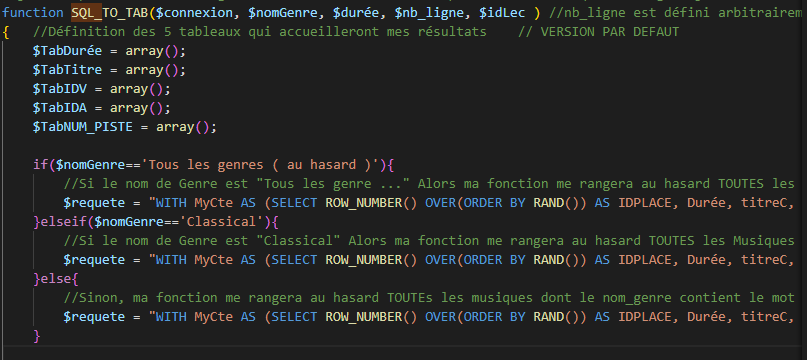 function SQL_TO_TAB($connexion, $nomGenre, $durée, $nb_ligne, $idLec ) //nb_ligne est défini arbitrairem
{   //Définition des 5 tableaux qui accueilleront mes résultats    // VERSION PAR DEFAUT
$TabDurée = array();
$TabTitre = array();
$TabIDV = array();
$TabIDA = array();
$TabNUM_PISTE = array();
if($nomGenre=='Tous les genres ( au hasard )'){
//Si le nom de Genre est "Tous les genre ..." Alors ma fonction me rangera au hasard TOUTES les
$requete = "WITH MyCte AS (SELECT ROW_NUMBER() OVER(ORDER BY RAND()) AS IDPLACE, Durée, titreC,
}elseif($nomGenre=='Classical'){
//Si le nom de Genre est "Classical" Alors ma fonction me rangera au hasard TOUTES les Musiques
$requete = "WITH MyCte AS (SELECT ROW_NUMBER() OVER(ORDER BY RAND()) AS IDPLACE, Durée, titreC,
}else{
//Sinon, ma fonction me rangera au hasard TOUTEs les musiques dont le nom_genre contient le mot
$requete = "WITH MyCte AS (SELECT ROW_NUMBER() OVER(ORDER BY RAND()) AS IDPLACE, Durée, titreC,
}